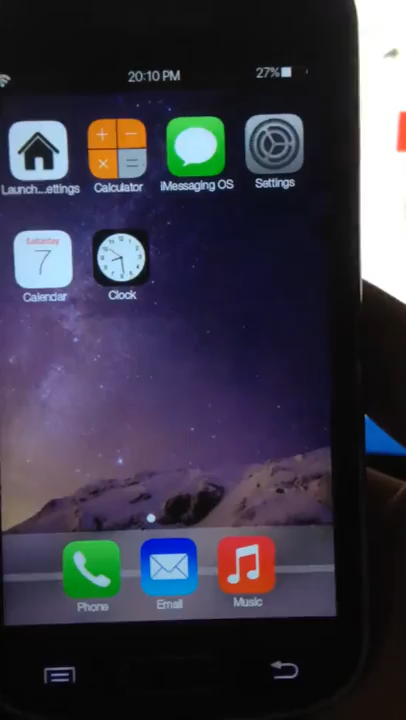 20:10 PM
27%
Launch...ettings
Calculator
iMessaging OS
Settings
Saturday
7
Calendar
Clock
Phone
Email
Music